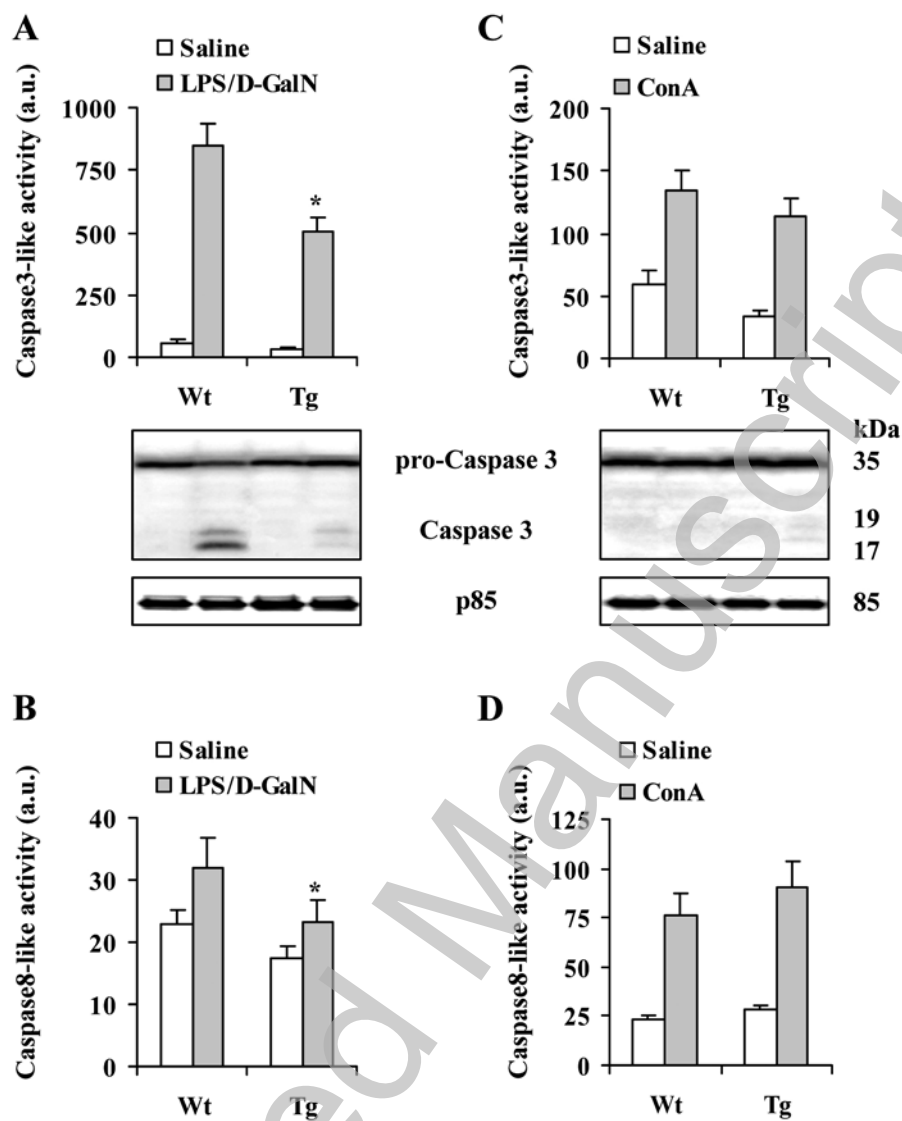 A
Saline
LPS/D-GalN
Caspase3-like activity (a.u.)
1000
750
500
250
0
*
Wt
Tg
C
Saline
ConA
Caspase3-like activity (a.u.)
200
150
100
50
0
Wt
Tg
kDa
pro-Caspase 3
35
Caspase 3
19
17
p85
85
B
Saline
LPS/D-GalN
Caspase8-like activity (a.u.)
40
30
20
10
0
*
Wt
Tg
D
Saline
ConA
Caspase8-like activity (a.u.)
125
100
75
50
25
0
Wt
Tg
ed Manuscript